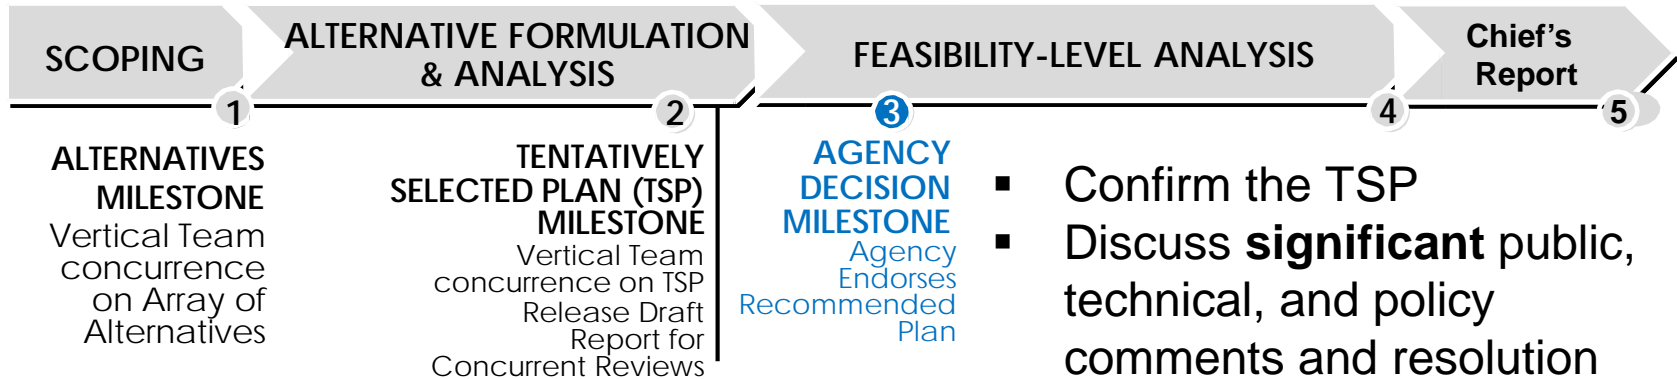 SCOPING
ALTERNATIVE FORMULATION
& ANALYSIS
FEASIBILITY-LEVEL ANALYSIS
Chief's
Report
1
2
3
4
5
ALTERNATIVES
MILESTONE
Vertical Team
concurrence
on Array of
Alternatives
TENTATIVELY
SELECTED PLAN (TSP)
MILESTONE
Vertical Team
concurrence on TSP
Release Draft
Report for
Concurrent Reviews
AGENCY
DECISION
MILESTONE
Agency
Endorses
Recommended
Plan
▪ Confirm the TSP
▪ Discuss significant public,
technical, and policy
comments and resolution